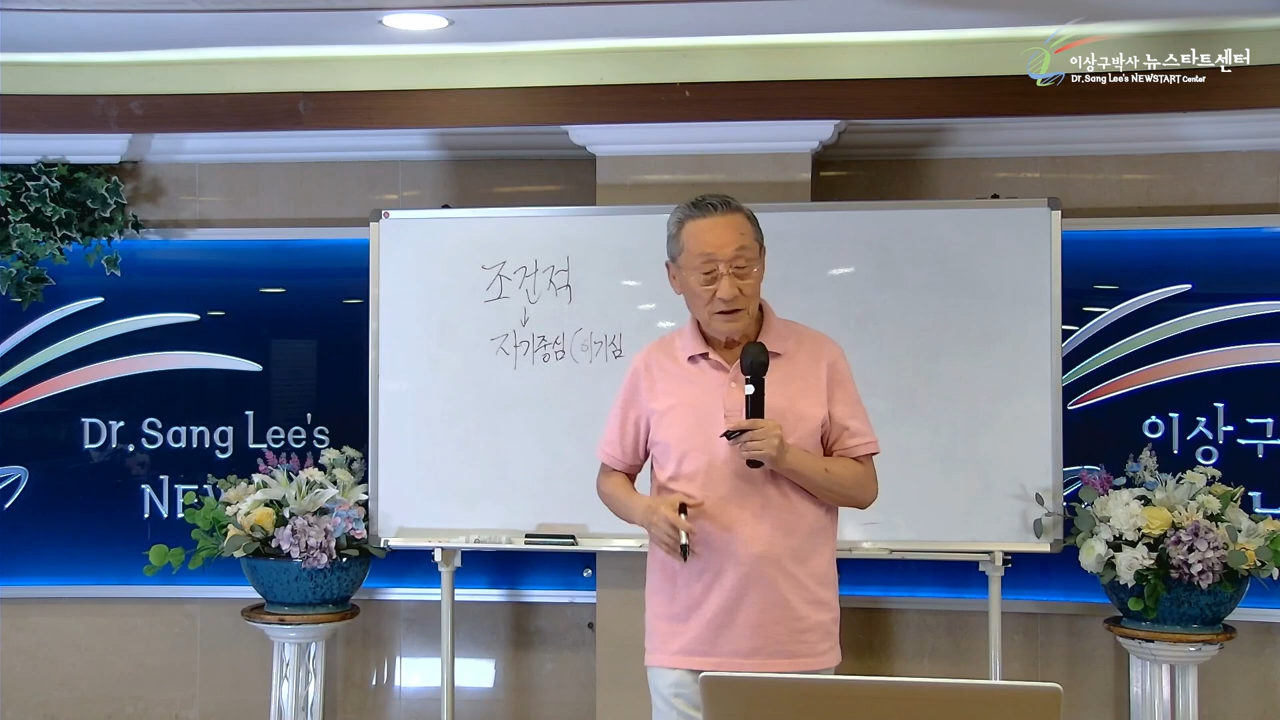 이상구박사 뉴스타트센터
Dr.Sang Lee's NEWSTART Center
조건적
↓
자기중심(이기심
Dr.Sang Lee's
NEW
이상구